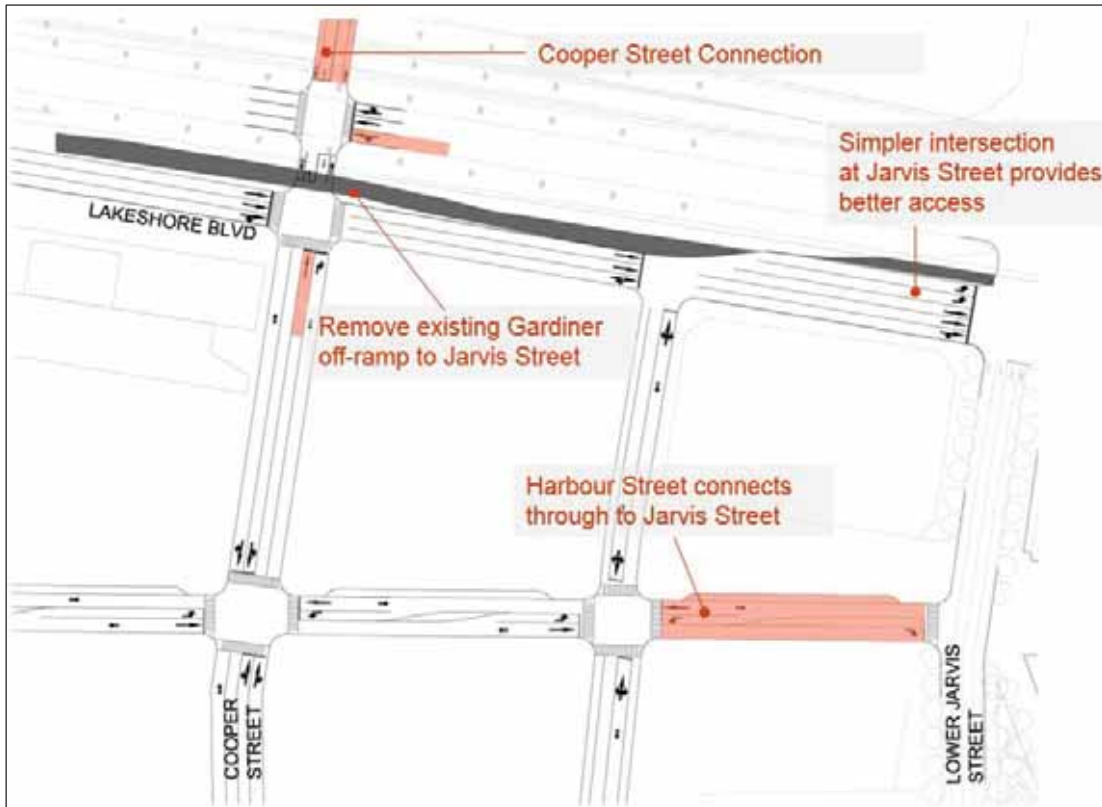 Cooper Street Connection
Simpler intersection
at Jarvis Street provides
better access
LAKESHORE BLVD
Remove existing Gardiner
off-ramp to Jarvis Street
Harbour Street connects
through to Jarvis Street
COOPER
STREET
LOWER JARVIS
STREET